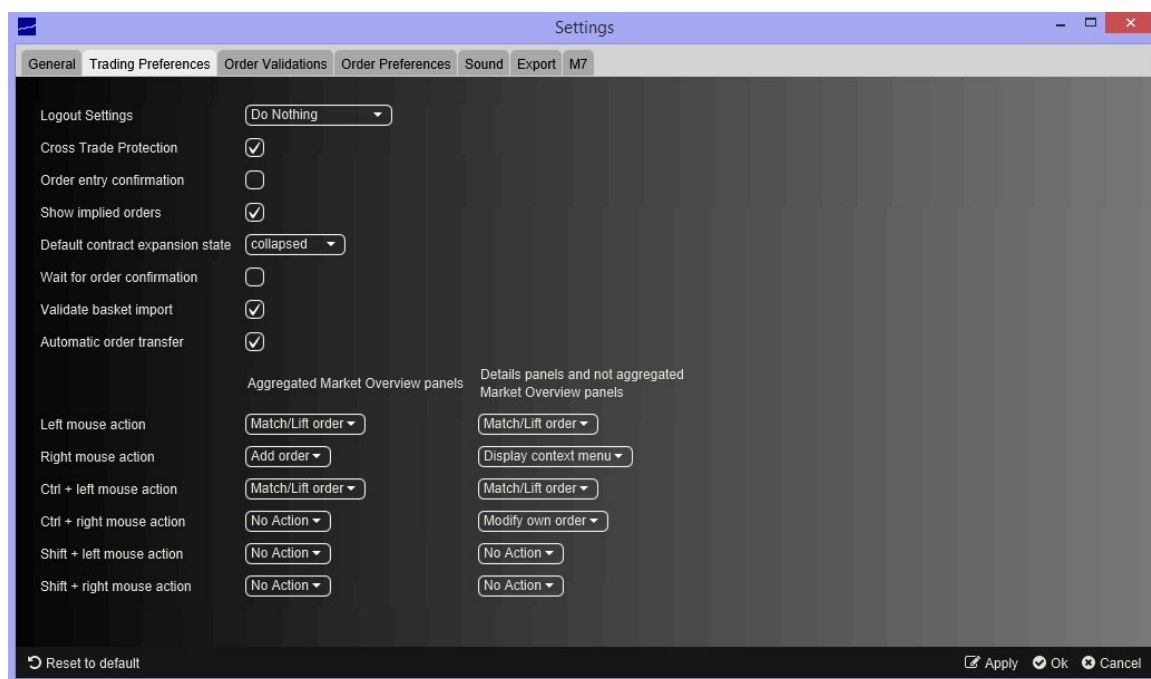 Settings
General Trading Preferences Order Validations Order Preferences Sound Export M7
Logout Settings Do Nothing
Cross Trade Protection
Order entry confirmation
Show implied orders
Default contract expansion state collapsed
Wait for order confirmation
Validate basket import
Automatic order transfer
Aggregated Market Overview panels Details panels and not aggregated
Market Overview panels
Left mouse action Match/Lift order Match/Lift order
Right mouse action Add order Display context menu
Ctrl + left mouse action Match/Lift order Match/Lift order
Ctrl + right mouse action No Action Modify own order
Shift + left mouse action No Action No Action
Shift + right mouse action No Action No Action
Reset to default Apply Ok Cancel